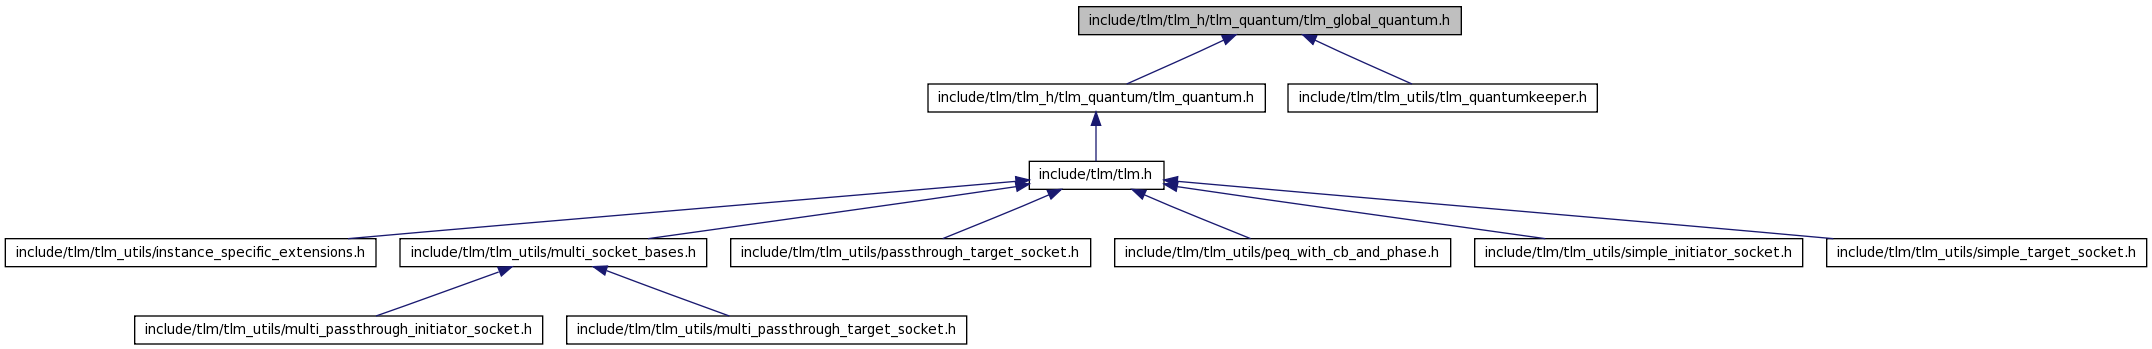 include/tlm/tlm_h/tlm_quantum/tlm_global_quantum.h
include/tlm/tlm_h/tlm_quantum/tlm_quantum.h
include/tlm/tlm_utils/tlm_quantumkeeper.h
include/tlm/tlm.h
include/tlm/tlm_utils/instance_specific_extensions.h
include/tlm/tlm_utils/multi_socket_bases.h
include/tlm/tlm_utils/passthrough_target_socket.h
include/tlm/tlm_utils/peq_with_cb_and_phase.h
include/tlm/tlm_utils/simple_initiator_socket.h
include/tlm/tlm_utils/simple_target_socket.h
include/tlm/tlm_utils/multi_passthrough_initiator_socket.h
include/tlm/tlm_utils/multi_passthrough_target_socket.h